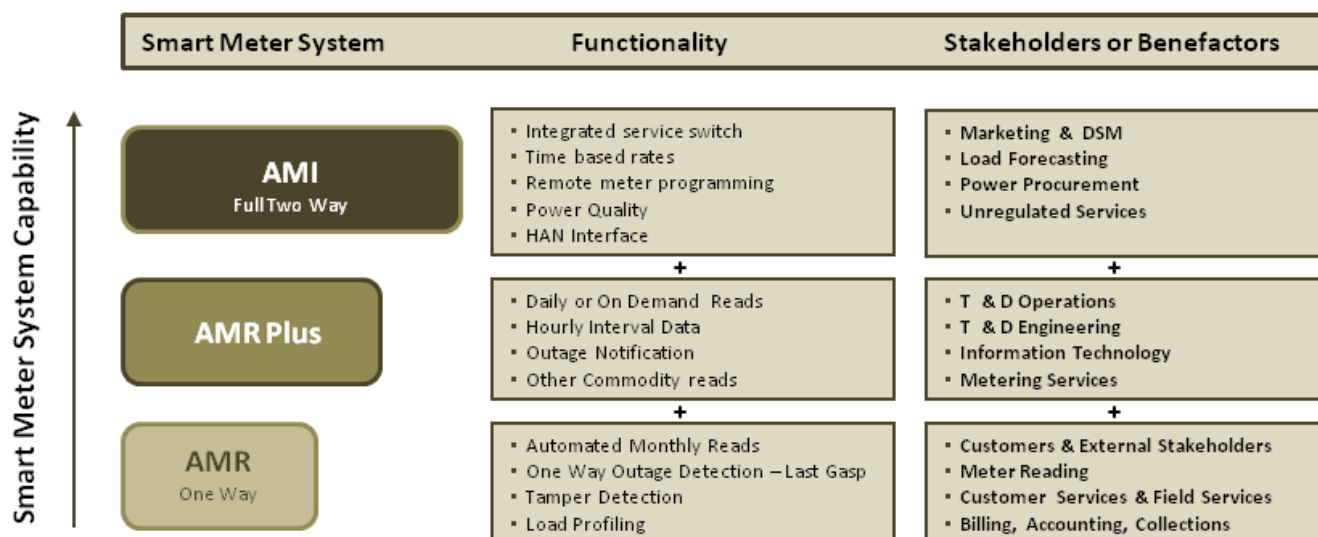 Smart Meter System Functionality Stakeholders or Benefactors
Smart Meter System Capability
AMI
Full Two Way
▪ Integrated service switch
▪ Time based rates
▪ Remote meter programming
▪ Power Quality
▪ HAN Interface
▪ Marketing & DSM
▪ Load Forecasting
▪ Power Procurement
▪ Unregulated Services
+
+
AMR Plus
▪ Daily or On Demand Reads
▪ Hourly Interval Data
▪ Outage Notification
▪ Other Commodity reads
▪ T & D Operations
▪ T & D Engineering
▪ Information Technology
▪ Metering Services
+
+
AMR
One Way
▪ Automated Monthly Reads
▪ One Way Outage Detection – Last Gasp
▪ Tamper Detection
▪ Load Profiling
▪ Customers & External Stakeholders
▪ Meter Reading
▪ Customer Services & Field Services
▪ Billing, Accounting, Collections